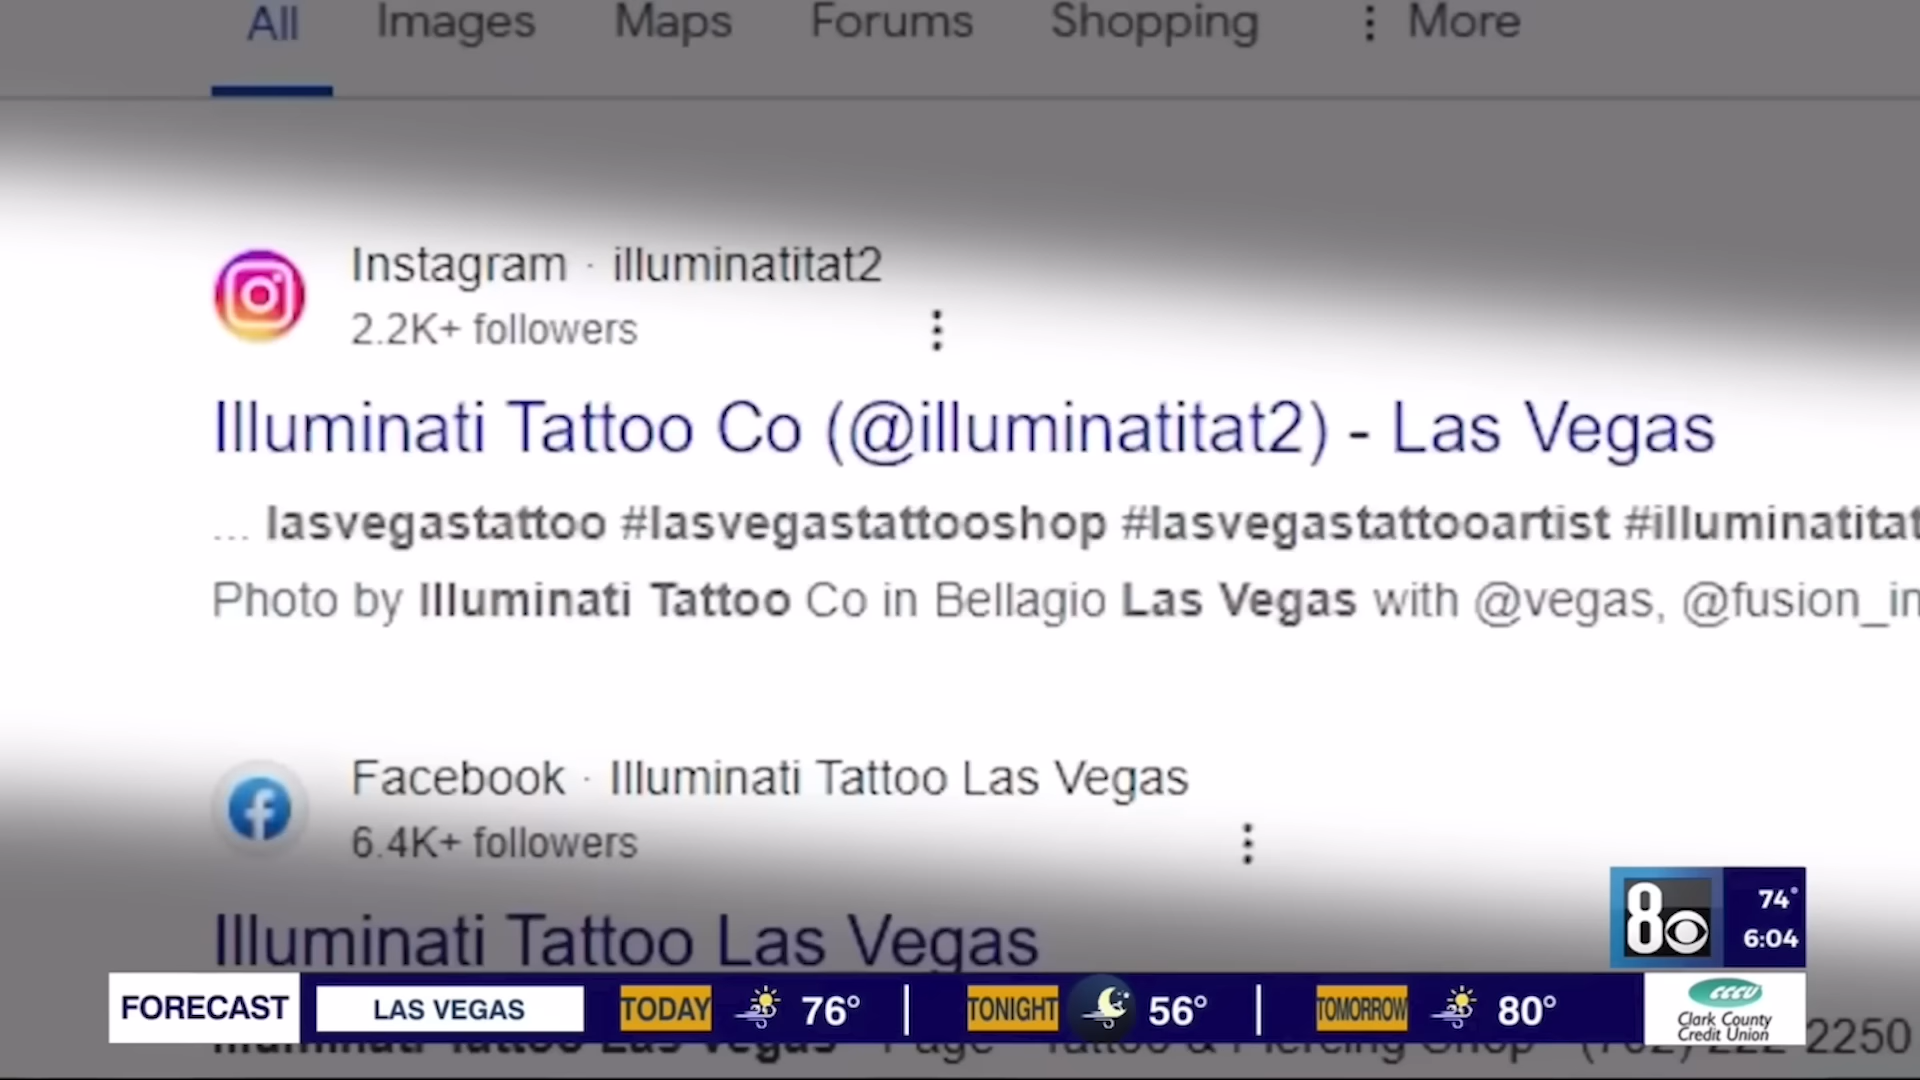 All Images Maps Forums Shopping More
Instagram · illuminatitat2
2.2K+ followers
Illuminati Tattoo Co (@illuminatitat2) - Las Vegas
... lasvegastattoo #lasvegastattooshop #lasvegastattooartist #illuminatitat
Photo by Illuminati Tattoo Co in Bellagio Las Vegas with @vegas, @fusion_in
Facebook · Illuminati Tattoo Las Vegas
6.4K+ followers
Illuminati Tattoo Las Vegas
8 74°
6:04
FORECAST LAS VEGAS TODAY 76° TONIGHT 56° TOMORROW 80°
CCCU
Clark County
Credit Union
2250